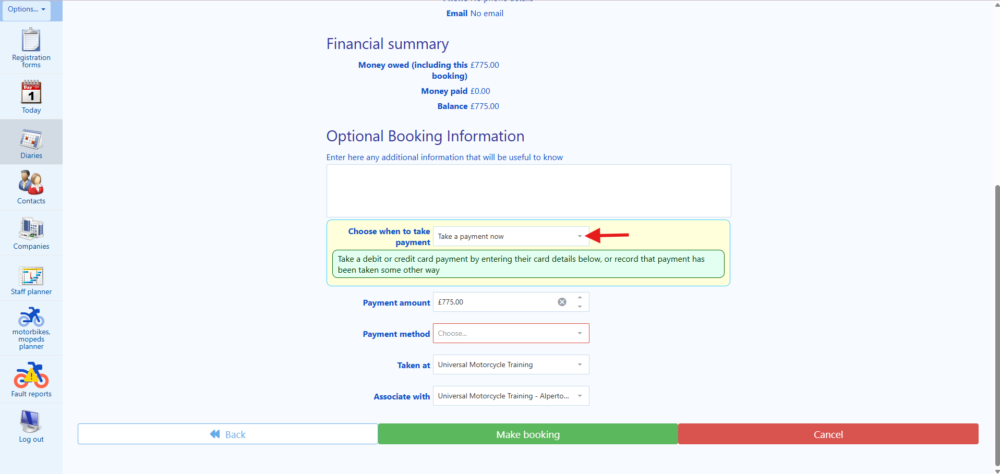 Options...
Registration
forms
Day
1
Today
Diaries
Contacts
Companies
Staff planner
motorbikes,
mopeds
planner
Fault reports
Log out
Email No email
Financial summary
Money owed (including this £775.00
booking)
Money paid £0.00
Balance £775.00
Optional Booking Information
Enter here any additional information that will be useful to know
Choose when to take
payment
Take a payment now
Take a debit or credit card payment by entering their card details below, or record that payment has
been taken some other way
Payment amount £775.00
Payment method Choose...
Taken at Universal Motorcycle Training
Associate with Universal Motorcycle Training - Alperto...
Back
Make booking
Cancel